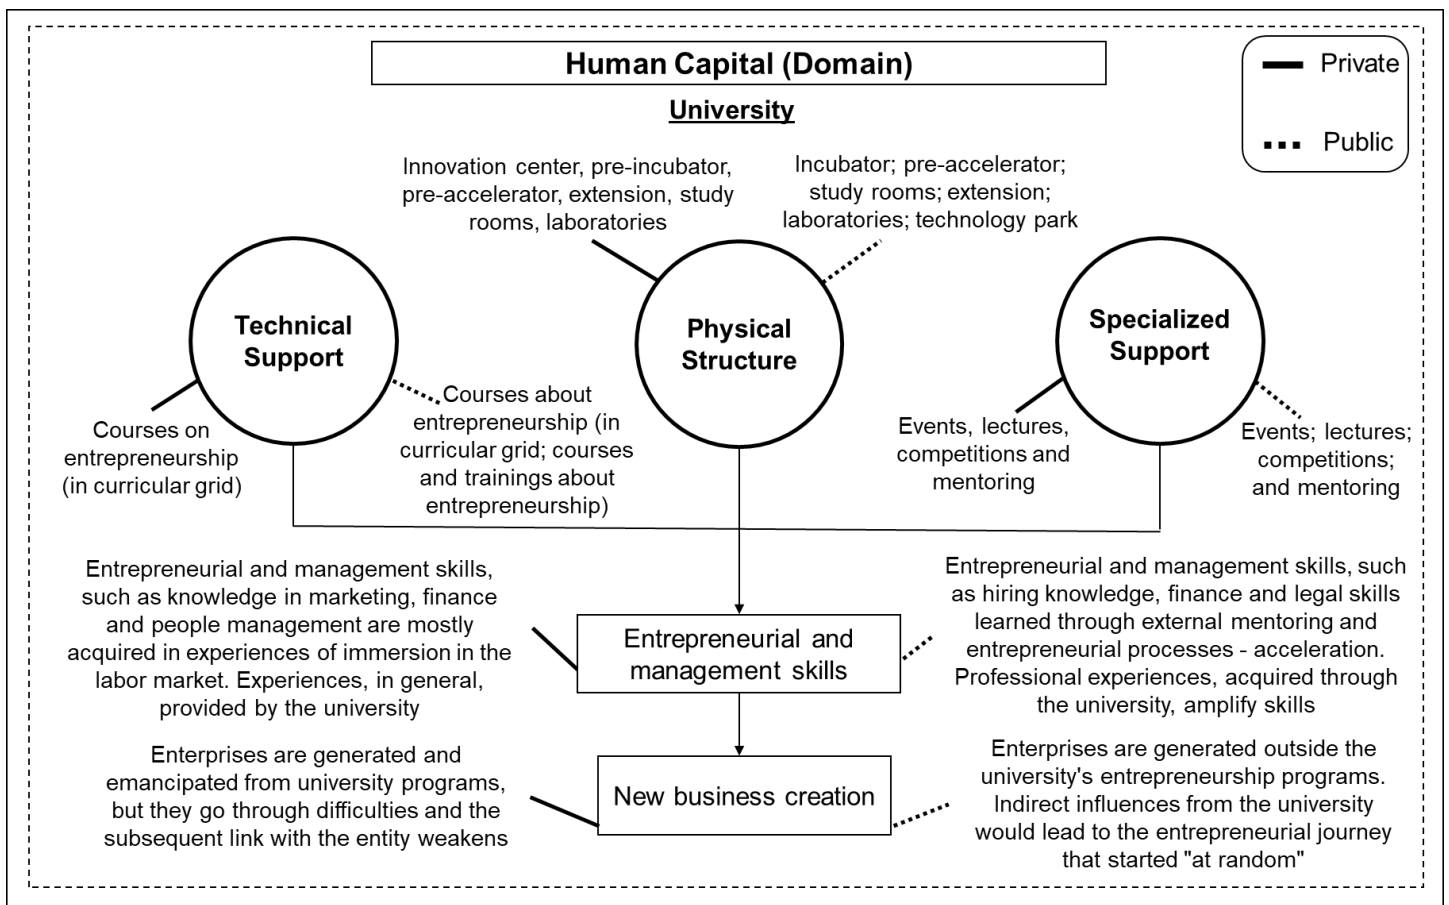 Human Capital (Domain)
University
Private
Public
Innovation center, pre-incubator,
pre-accelerator, extension, study
rooms, laboratories
Incubator; pre-accelerator;
study rooms; extension;
laboratories; technology park
Technical
Support
Physical
Structure
Specialized
Support
Courses on
entrepreneurship
(in curricular grid)
Courses about
entrepreneurship (in
curricular grid; courses
and trainings about
entrepreneurship)
Events, lectures,
competitions and
mentoring
Events; lectures;
competitions;
and mentoring
Entrepreneurial and management skills,
such as knowledge in marketing, finance
and people management are mostly
acquired in experiences of immersion in the
labor market. Experiences, in general,
provided by the university
Entrepreneurial and
management skills
Entrepreneurial and management skills, such
as hiring knowledge, finance and legal skills
learned through external mentoring and
entrepreneurial processes - acceleration.
Professional experiences, acquired through
the university, amplify skills
Enterprises are generated and
emancipated from university programs,
but they go through difficulties and the
subsequent link with the entity weakens
New business creation
Enterprises are generated outside the
university's entrepreneurship programs.
Indirect influences from the university
would lead to the entrepreneurial journey
that started "at random"